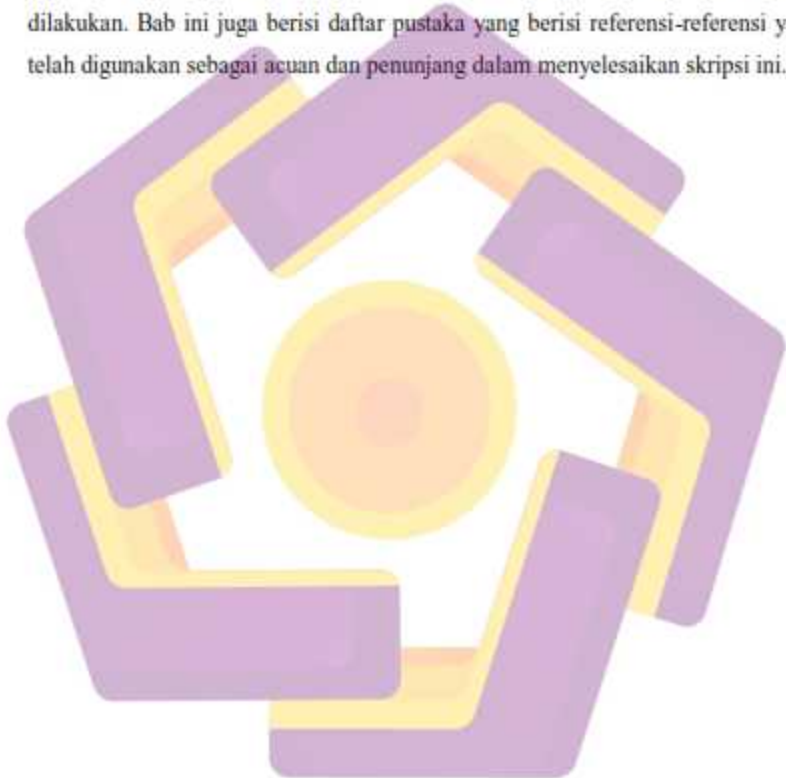 dilakukan. Bab ini juga berisi daftar pustaka yang berisi referensi-referensi
telah digunakan sebagai acuan dan penunjang dalam menyelesaikan skripsi ini.